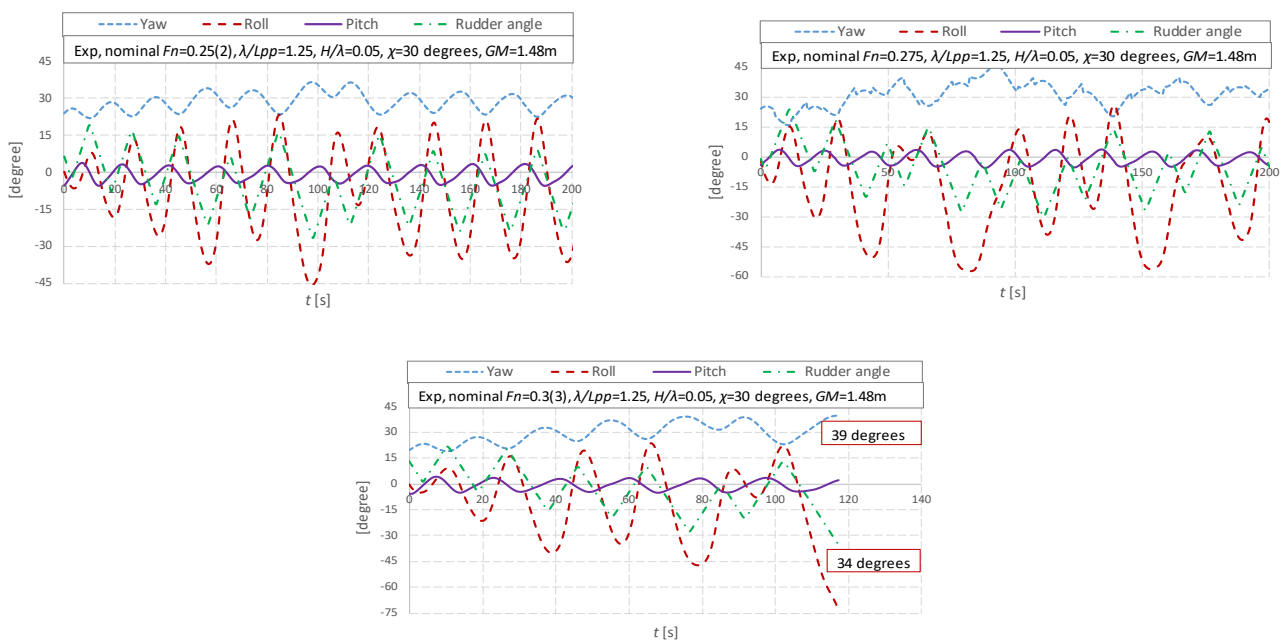 Yaw Roll Pitch Rudder angle
Exp, nominal Fn=0.25(2), λ/Lpp=1.25, H/λ=0.05, χ=30 degrees, GM=1.48m
45
30
15
0
-15
-30
-45
0 20 40 60 80 100 120 140 160 180 200
[degree]
t [s]
Yaw Roll Pitch Rudder angle
Exp, nominal Fn=0.275, λ/Lpp=1.25, H/λ=0.05, χ=30 degrees, GM=1.48m
45
30
15
0
-15
-30
-45
-60
0 50 100 150 200
[degree]
t [s]
Yaw Roll Pitch Rudder angle
Exp, nominal Fn=0.3(3), λ/Lpp=1.25, H/λ=0.05, χ=30 degrees, GM=1.48m
45
30
15
0
-15
-30
-45
-60
-75
0 20 40 60 80 100 120 140
39 degrees
34 degrees
[degree]
t [s]